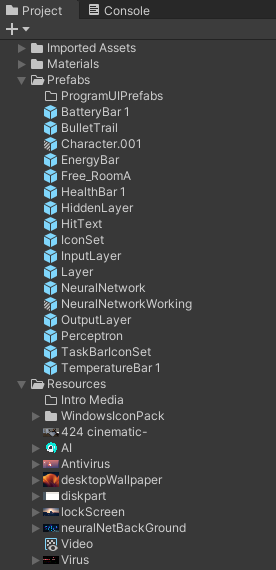 Project
Console
Imported Assets
Materials
Prefabs
ProgramUIPrefabs
BatteryBar 1
BulletTrail
Character.001
EnergyBar
Free_RoomA
HealthBar 1
HiddenLayer
HitText
IconSet
InputLayer
Layer
NeuralNetwork
NeuralNetworkWorking
OutputLayer
Perceptron
TaskBarIconSet
TemperatureBar 1
Resources
Intro Media
WindowsIconPack
424 cinematic-
AI
Antivirus
desktopWallpaper
diskpart
lockScreen
neuralNetBackGround
Video
Virus